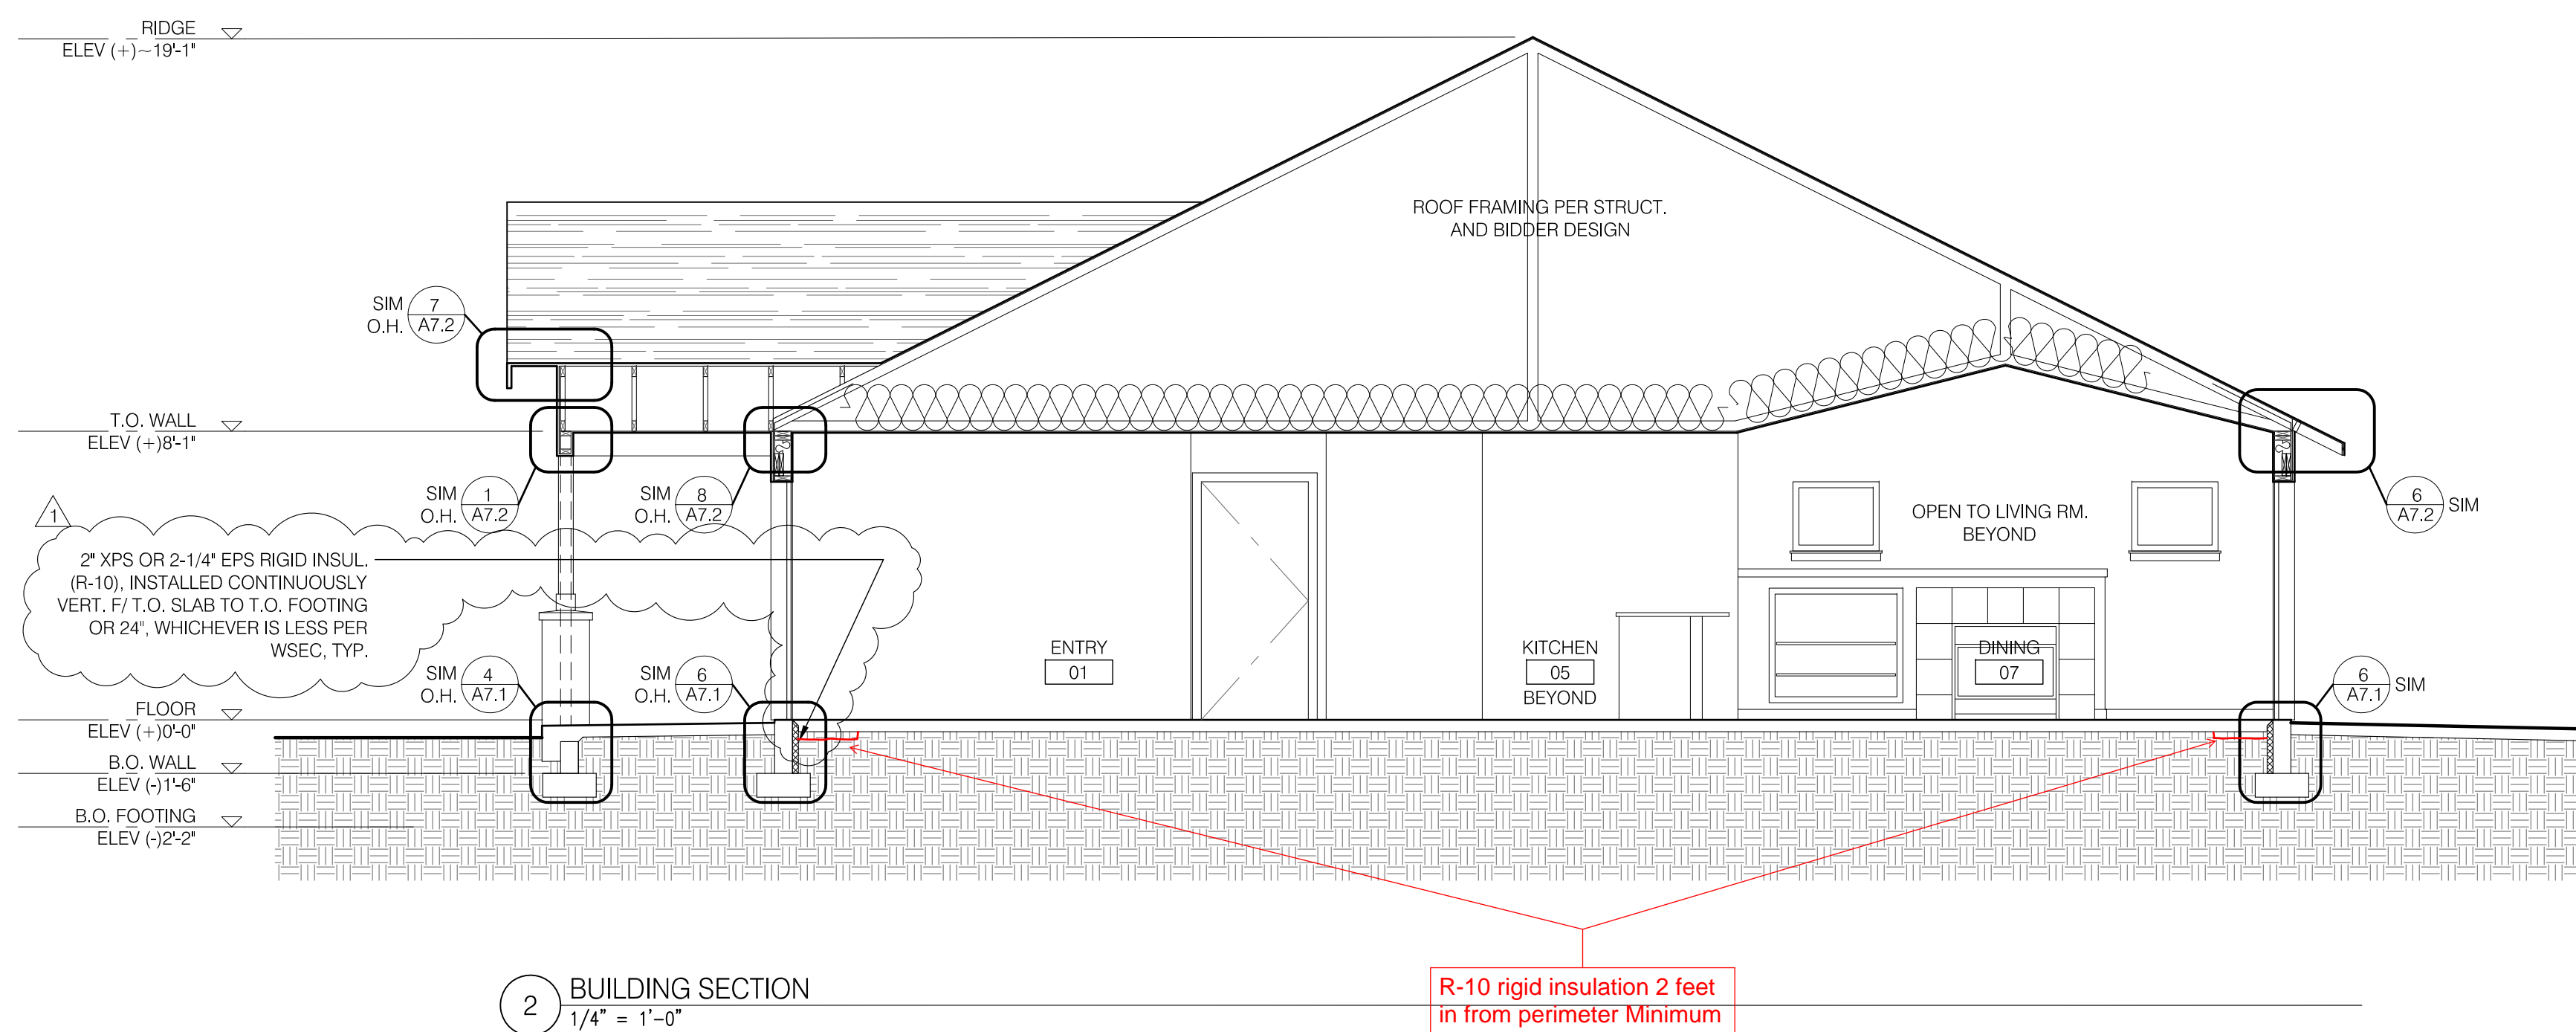 RIDGE
ELEV (+)~19'-1"
ROOF FRAMING PER STRUCT.
AND BIDDER DESIGN
SIM
O.H.
7
A7.2
T.O. WALL
ELEV (+)8'-1"
SIM
O.H.
1
A7.2
SIM
O.H.
8
A7.2
6
A7.2
SIM
OPEN TO LIVING RM.
BEYOND
1
2" XPS OR 2-1/4" EPS RIGID INSUL.
(R-10), INSTALLED CONTINUOUSLY
VERT. F/ T.O. SLAB TO T.O. FOOTING
OR 24", WHICHEVER IS LESS PER
WSEC, TYP.
SIM
O.H.
4
A7.1
SIM
O.H.
6
A7.1
ENTRY
01
KITCHEN
05
BEYOND
DINING
07
6
A7.1
SIM
FLOOR
ELEV (+)0'-0"
B.O. WALL
ELEV (-)1'-6"
B.O. FOOTING
ELEV (-)2'-2"
2
BUILDING SECTION
1/4" = 1'-0"
R-10 rigid insulation 2 feet
in from perimeter Minimum